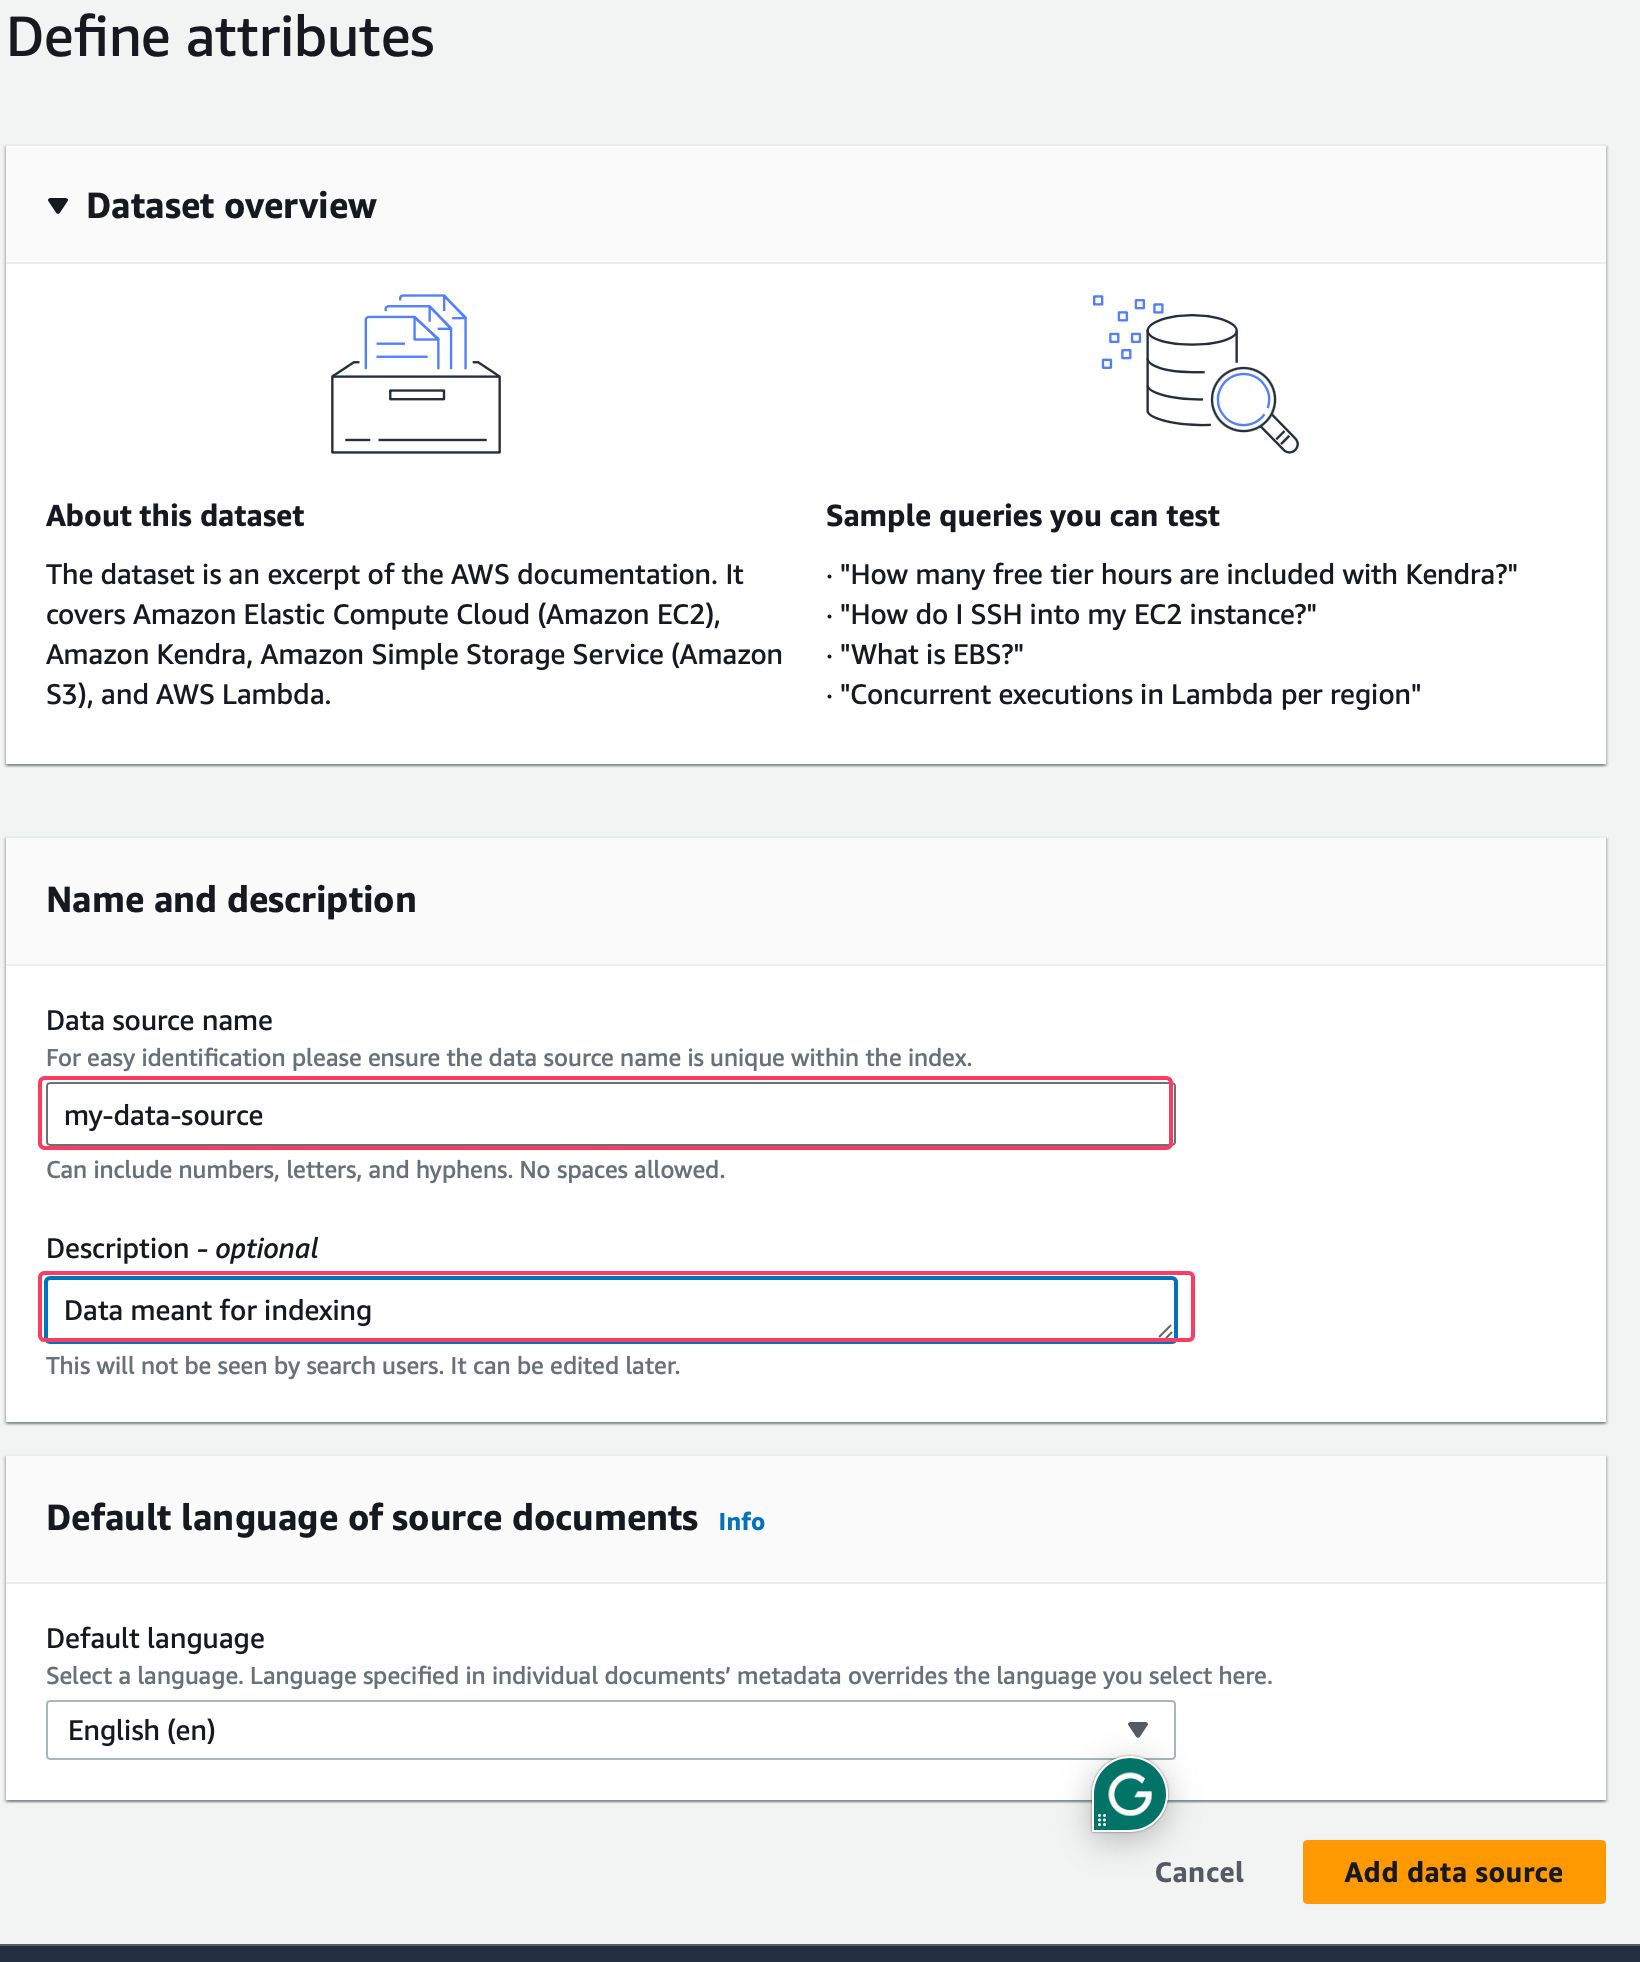 Define attributes
Dataset overview
About this dataset
The dataset is an excerpt of the AWS documentation. It
covers Amazon Elastic Compute Cloud (Amazon EC2),
Amazon Kendra, Amazon Simple Storage Service (Amazon
S3), and AWS Lambda.
Sample queries you can test
· "How many free tier hours are included with Kendra?"
· "How do I SSH into my EC2 instance?"
· "What is EBS?"
· "Concurrent executions in Lambda per region"
Name and description
Data source name
For easy identification please ensure the data source name is unique within the index.
my-data-source
Can include numbers, letters, and hyphens. No spaces allowed.
Description - optional
Data meant for indexing
This will not be seen by search users. It can be edited later.
Default language of source documents Info
Default language
Select a language. Language specified in individual documents’ metadata overrides the language you select here.
English (en)
G
Cancel
Add data source